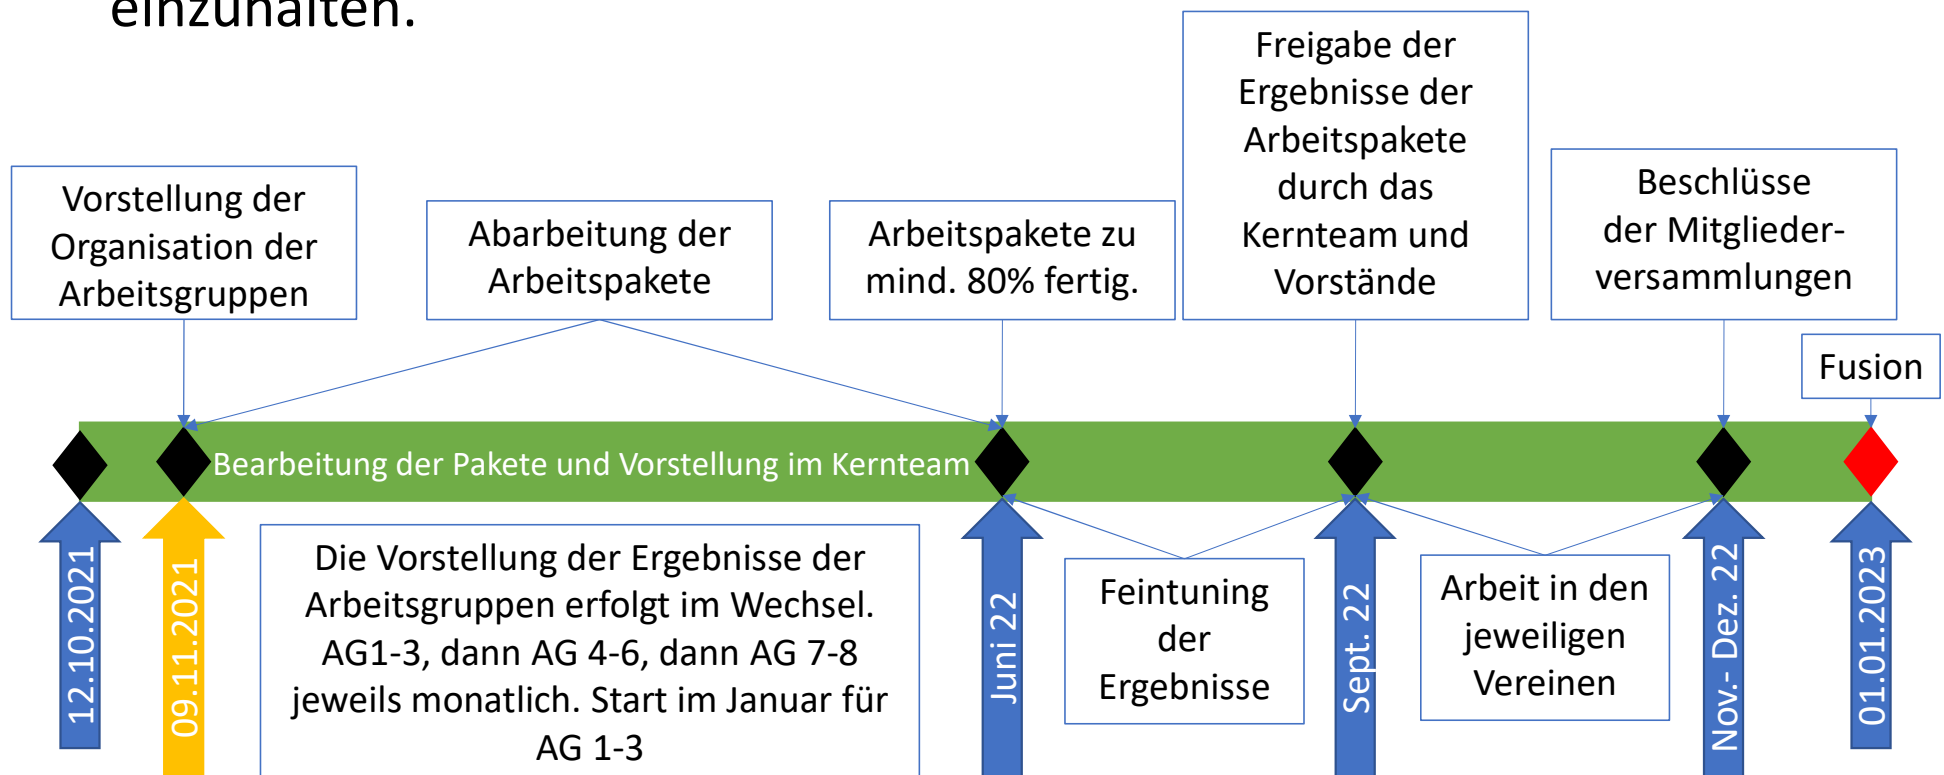 einzuhalten.
Vorstellung der
Organisation der
Arbeitsgruppen
Abarbeitung der
Arbeitspakete
Arbeitspakete zu
mind. 80% fertig.
Freigabe der
Ergebnisse der
Arbeitspakete
durch das
Kernteam und
Vorstände
Beschlüsse
der Mitglieder-
versammlungen
Fusion
Bearbeitung der Pakete und Vorstellung im Kernteam
12.10.2021
09.11.2021
Die Vorstellung der Ergebnisse der
Arbeitsgruppen erfolgt im Wechsel.
AG1-3, dann AG 4-6, dann AG 7-8
jeweils monatlich. Start im Januar für
AG 1-3
Juni 22
Feintuning
der
Ergebnisse
Sept. 22
Arbeit in den
jeweiligen
Vereinen
Nov.- Dez. 22
01.01.2023